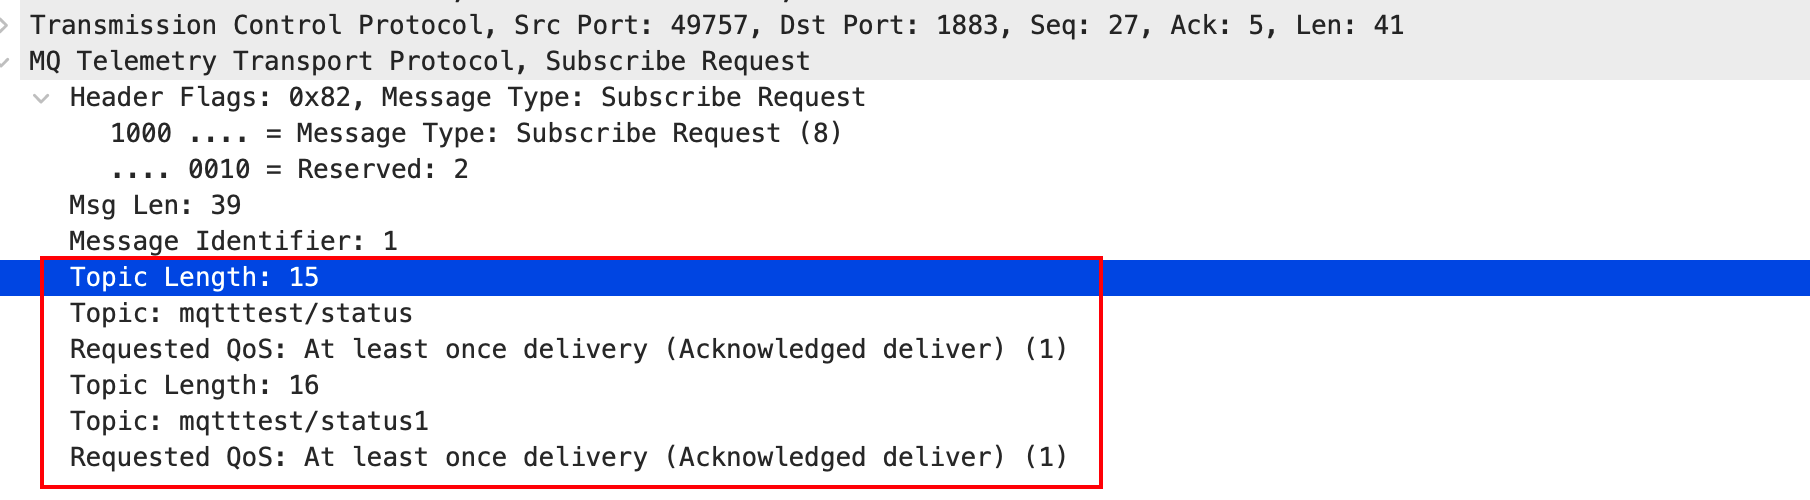 Transmission Control Protocol, Src Port: 49757, Dst Port: 1883, Seq: 27, Ack: 5, Len: 41
MQ Telemetry Transport Protocol, Subscribe Request
Header Flags: 0x82, Message Type: Subscribe Request
1000 .... = Message Type: Subscribe Request (8)
.... 0010 = Reserved: 2
Msg Len: 39
Message Identifier: 1
Topic Length: 15
Topic: mqtttest/status
Requested QoS: At least once delivery (Acknowledged deliver) (1)
Topic Length: 16
Topic: mqtttest/status1
Requested QoS: At least once delivery (Acknowledged deliver) (1)